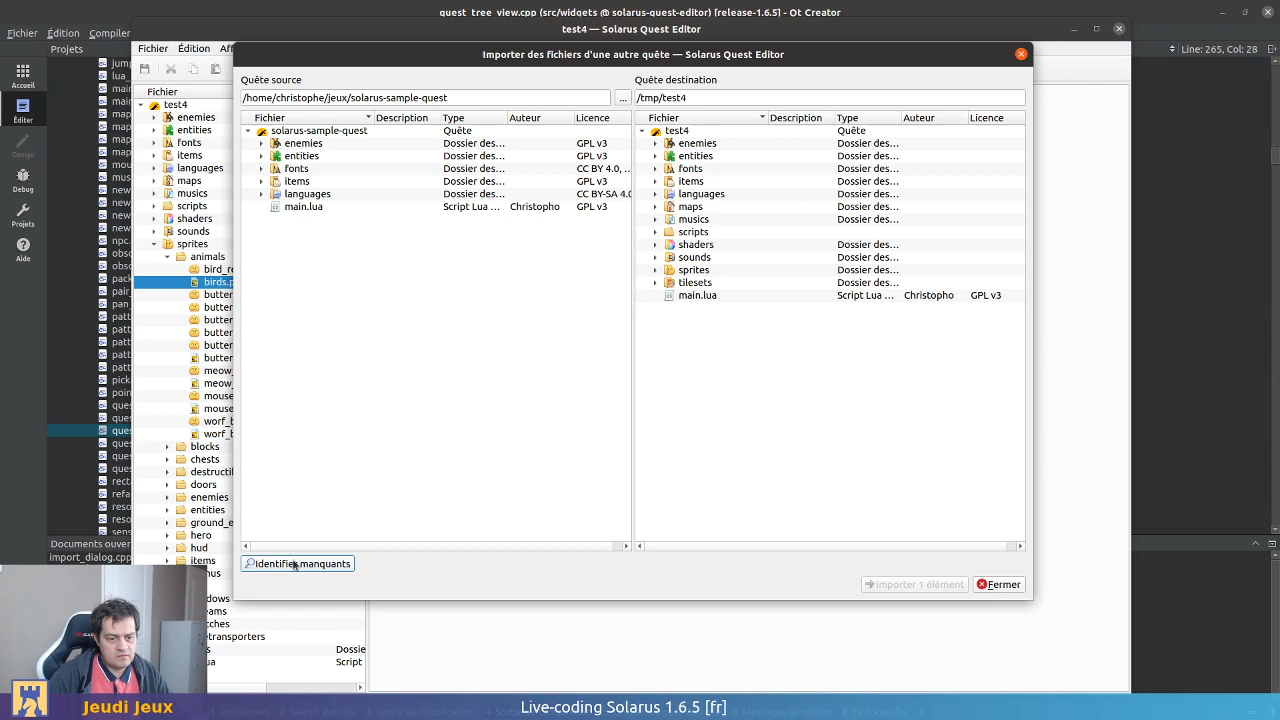 quest_tree_view.cpp (src/widgets @ solarus-quest-editor) [release-1.6.5] - Qt Creator
Fichier Édition Compiler
test4 — Solarus Quest Editor
Projets
Fichier Édition
Line: 265, Col: 28
Importer des fichiers d'une autre quête — Solarus Quest Editor
Accueil
Éditer
Design
Debug
Projets
Aide
Fichier
test4
enemies
entities
fonts
items
languages
maps
musics
scripts
shaders
sounds
sprites
animals
blocks
chests
doors
enemies
entities
hero
hud
items
Dossie
Script
Documents ouver
import_dialog.cpp
Quête source
/home/christophe/jeux/solarus-sample-quest
...
Fichier Description Type Auteur Licence
solarus-sample-quest Quête
enemies Dossier des... GPL v3
entities Dossier des... GPL v3
fonts Dossier des... CC BY 4.0, ...
items Dossier des... GPL v3
languages Dossier des... CC BY-SA 4.0
main.lua Script Lua ... Christopho GPL v3
Identifier manquants
Quête destination
/tmp/test4
Fichier Description Type Auteur Licence
test4 Quête
enemies Dossier des...
entities Dossier des...
fonts Dossier des...
items Dossier des...
languages Dossier des...
maps Dossier des...
musics Dossier des...
scripts
shaders Dossier des...
sounds Dossier des...
sprites Dossier des...
tilesets Dossier des...
main.lua Script Lua ... Christopho GPL v3
Importer 1 élément
Fermer
Jeudi Jeux
Live-coding Solarus 1.6.5 [fr]